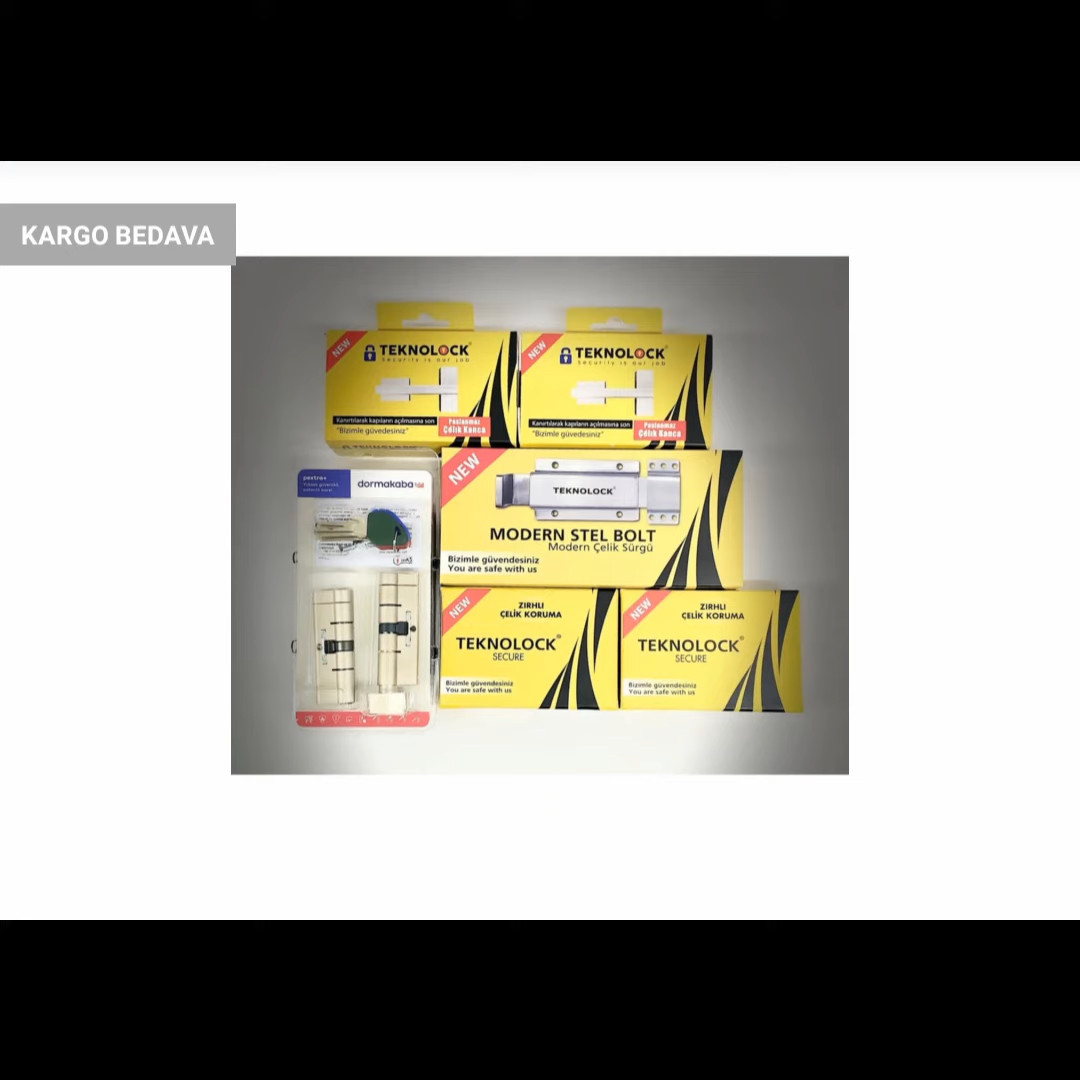 KARGO BEDAVA
NEW
TEKNOLOCK®
Security is our job
Kanırtılarak kapıların açılmasına son
"Bizimle güvedesiniz"
Paslanmaz
Çelik Kanca
NEW
TEKNOLOCK®
Security is our job
Kanırtılarak kapıların açılmasına son
"Bizimle güvedesiniz"
Paslanmaz
Çelik Kanca
NEW
TEKNOLOCK®
MODERN STEL BOLT
Modern Çelik Sürgü
Bizimle güvendesiniz
You are safe with us
dormakaba
NEW
ZIRHLI
ÇELİK KORUMA
TEKNOLOCK®
SECURE
Bizimle güvendesiniz
You are safe with us
NEW
ZIRHLI
ÇELİK KORUMA
TEKNOLOCK®
SECURE
Bizimle güvendesiniz
You are safe with us